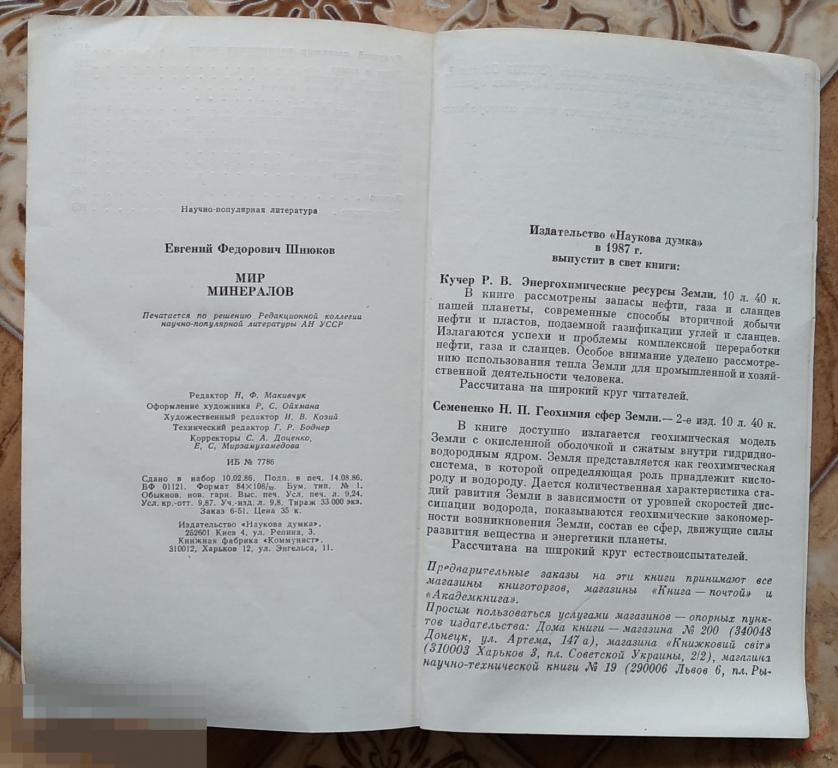 Научно-популярная литература
Евгений Федорович Шнюков
МИР
МИНЕРАЛОВ
Печатается по решению Редакционной коллегии
научно-популярной литературы АН УССР
Редактор Н. Ф. Макивчук
Оформление художника Р. С. Ойхмана
Художественный редактор И. В. Козий
Технический редактор Г. Р. Боднер
Корректоры С. А. Доценко,
Е, С, Мирзамухамедова
ИБ № 7786
Сдано в набор 10.02.86. Подп. в печ. 14.08.86.
БФ 01121. Формат 84×108/32. Бум. тип. № 1.
Обыкнов. нов. гарн. Выс. печ. Усл. печ. л. 9,24.
Усл. кр.-отт. 9,87. Уч.-изд. л. 9,8. Тираж 33 000 экз.
Заказ 6-51. Цена 35 к.
Издательство «Наукова думка».
252601 Киев 4, ул. Репина, 3.
Книжная фабрика «Коммунист».
310012, Харьков 12, ул. Энгельса, 11.
Издательство «Наукова думка»
в 1987 г.
выпустит в свет книги:
Кучер Р. В. Энергохимические ресурсы Земли. 10 л. 40 к.
В книге рассмотрены запасы нефти, газа и сланцев
нашей планеты, современные способы вторичной добычи
нефти и пластов, подземной газификации углей и сланцев.
Излагаются успехи и проблемы комплексной переработки
нефти, газа и сланцев. Особое внимание уделено рассмотре-
нию использования тепла Земли для промышленной и хозяй-
ственной деятельности человека.
Рассчитана на широкий круг читателей.
Семененко Н. П. Геохимия сфер Земли.— 2-е изд. 10 л. 40 к.
В книге доступно излагается геохимическая модель
Земли с окисленной оболочкой и сжатым внутри гидридно-
водородным ядром. Земля представляется как геохимическая
система, в которой определяющая роль принадлежит кисло-
роду и водороду. Дается количественная характеристика ста-
дий развития Земли в зависимости от уровней скоростей дис-
сипации водорода, показываются геохимические закономер-
ности возникновения Земли, состав ее сфер, движущие силы
развития вещества и энергетики планеты.
Рассчитана на широкий круг естествоиспытателей.
Предварительные заказы на эти книги принимают все
магазины книготоргов, магазины «Книга — почтой» и
«Академкнига».
Просим пользоваться услугами магазинов — опорных пунк-
тов издательства: Дома книги — магазина № 200 (340048
Донецк, ул. Артема, 147 а), магазина «Книжковий світ»
(310003 Харьков 3, пл. Советской Украины, 2/2), магазина
научно-технической книги № 19 (290006 Львов 6, пл. Ры-